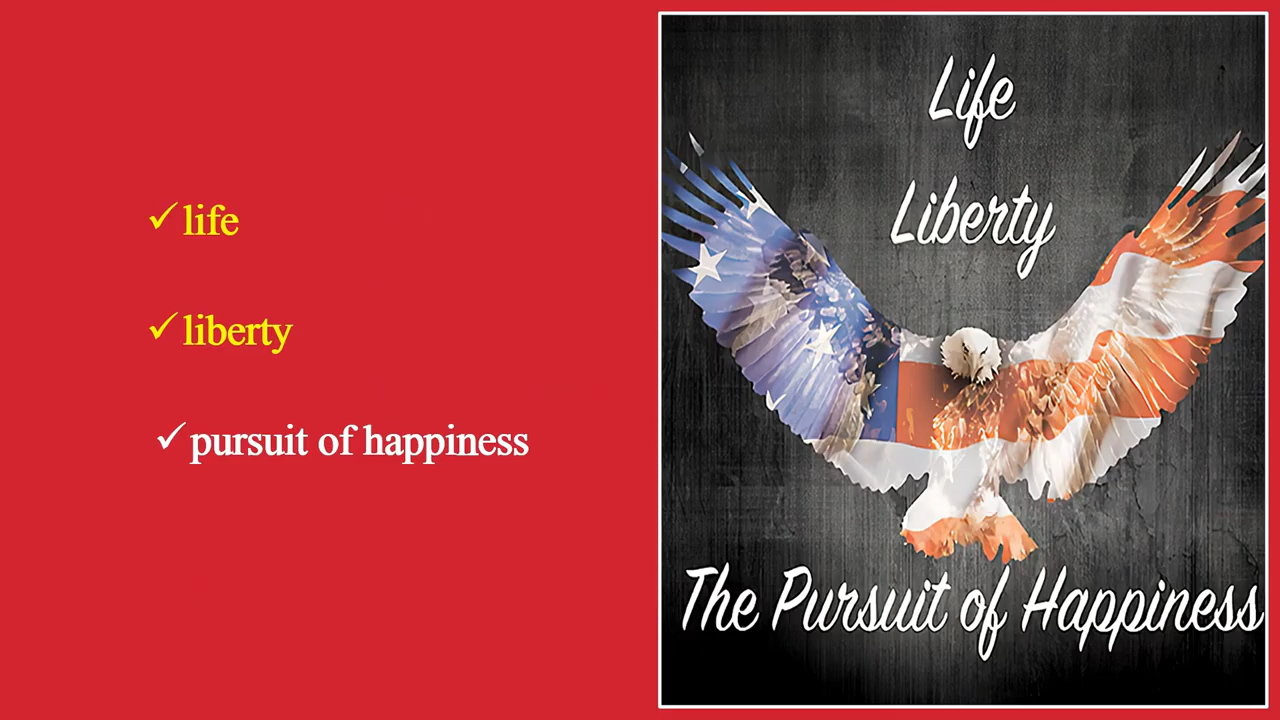 ✓life
✓liberty
✓pursuit of happiness
Life
Liberty
The Pursuit of Happiness